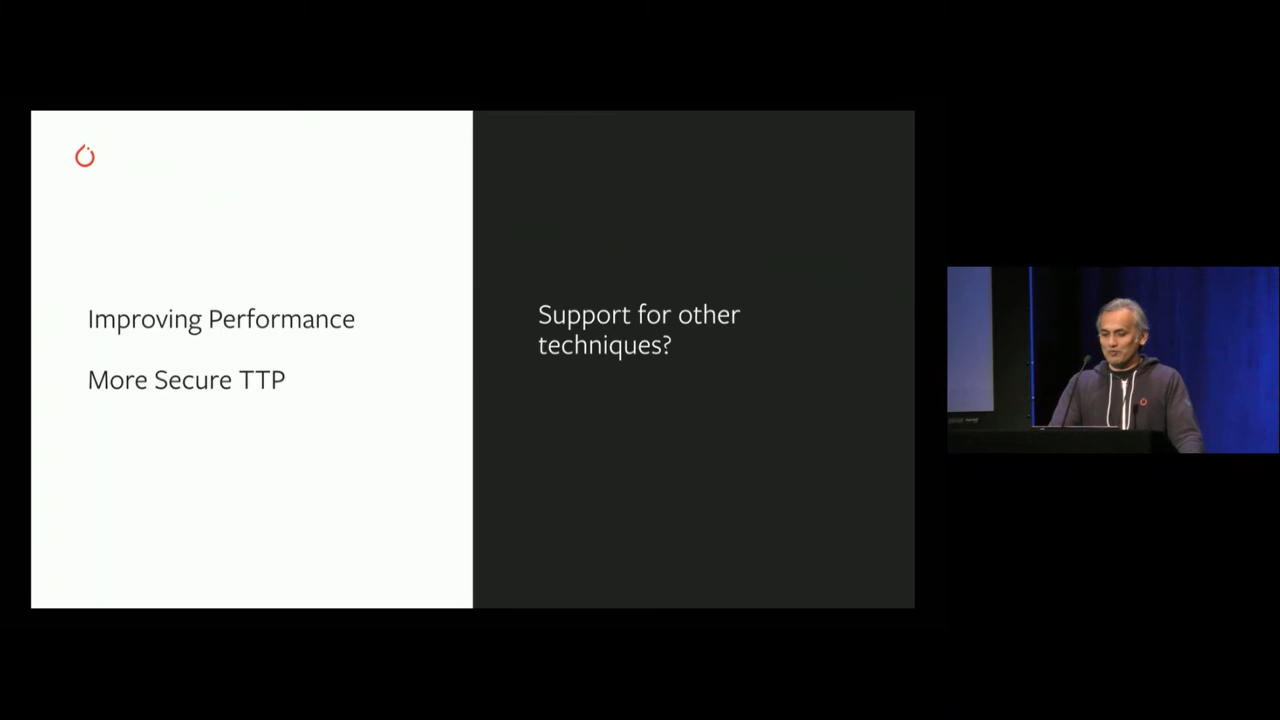 Improving Performance
More Secure TTP
Support for other
techniques?